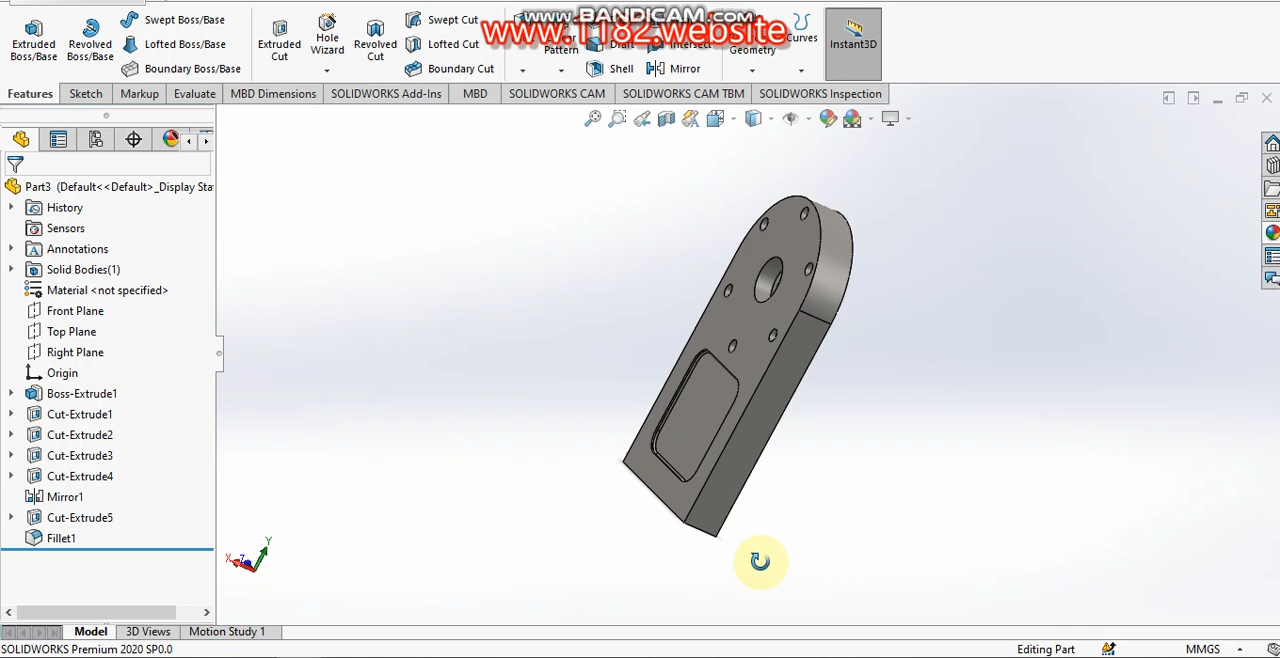 www.BANDICAM.com
www.1182.website
Extruded Boss/Base
Revolved Boss/Base
Swept Boss/Base
Lofted Boss/Base
Boundary Boss/Base
Extruded Cut
Hole Wizard
Revolved Cut
Swept Cut
Lofted Cut
Boundary Cut
Pattern
Draft
Shell
Intersect
Mirror
Geometry
Curves
Instant3D
Features
Sketch
Markup
Evaluate
MBD Dimensions
SOLIDWORKS Add-Ins
MBD
SOLIDWORKS CAM
SOLIDWORKS CAM TBM
SOLIDWORKS Inspection
Part3 (Default<<Default>_Display Sta
History
Sensors
Annotations
Solid Bodies(1)
Material <not specified>
Front Plane
Top Plane
Right Plane
Origin
Boss-Extrude1
Cut-Extrude1
Cut-Extrude2
Cut-Extrude3
Cut-Extrude4
Mirror1
Cut-Extrude5
Fillet1
Y
X
Z
Model
3D Views
Motion Study 1
SOLIDWORKS Premium 2020 SP0.0
Editing Part
MMGS